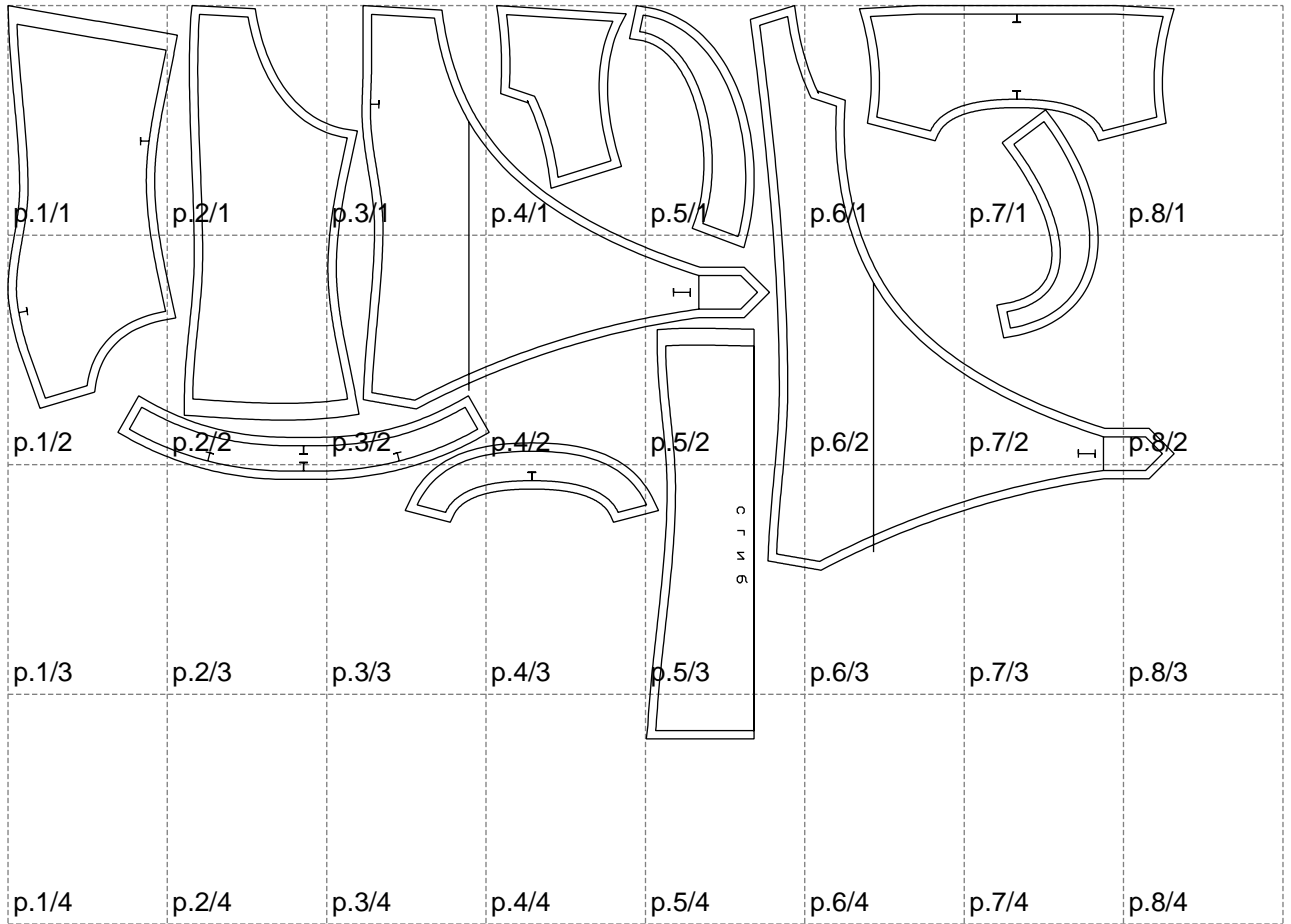 p.1/1 p.2/1 p.3/1 p.4/1 p.5/1 p.6/1 p.7/1 p.8/1
p.1/2 p.2/2 p.3/2 p.4/2 p.5/2 p.6/2 p.7/2 p.8/2
сгиб
p.1/3 p.2/3 p.3/3 p.4/3 p.5/3 p.6/3 p.7/3 p.8/3
p.1/4 p.2/4 p.3/4 p.4/4 p.5/4 p.6/4 p.7/4 p.8/4